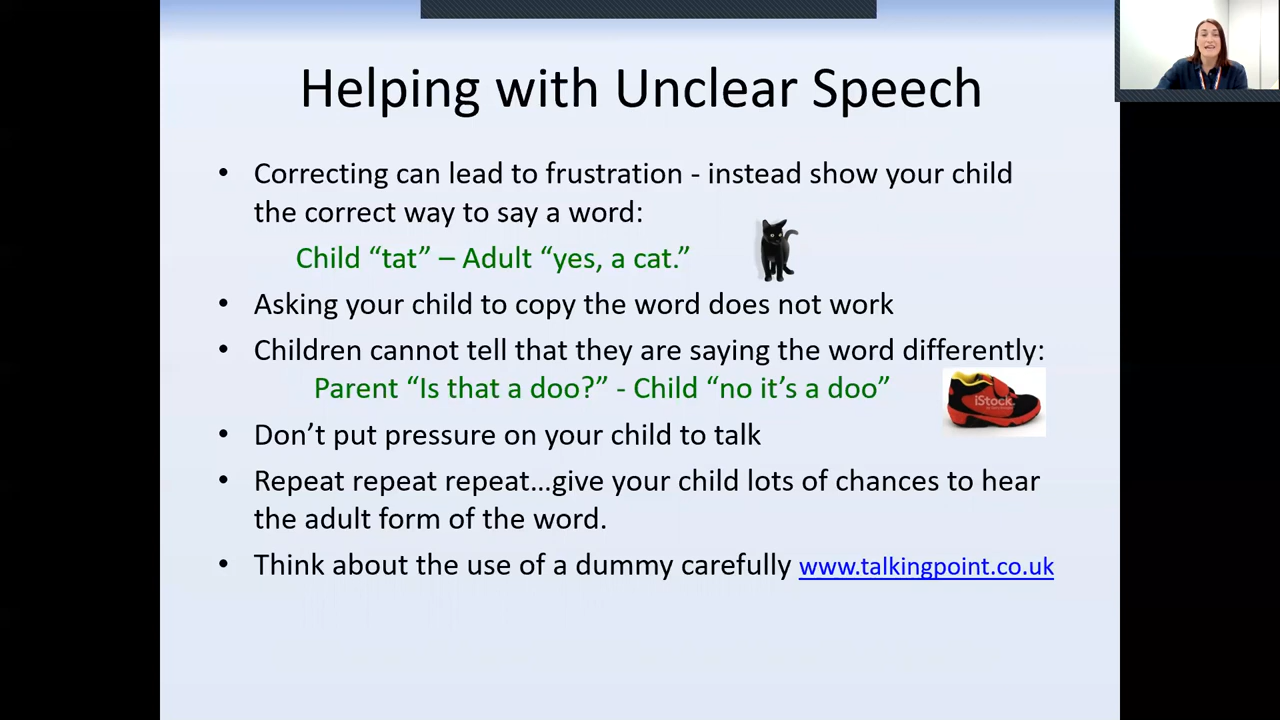 Helping with Unclear Speech
• Correcting can lead to frustration - instead show your child
the correct way to say a word:
Child “tat” – Adult “yes, a cat.”
• Asking your child to copy the word does not work
• Children cannot tell that they are saying the word differently:
Parent “Is that a doo?” - Child “no it’s a doo”
iStock
• Don’t put pressure on your child to talk
• Repeat repeat repeat...give your child lots of chances to hear
the adult form of the word.
• Think about the use of a dummy carefully www.talkingpoint.co.uk